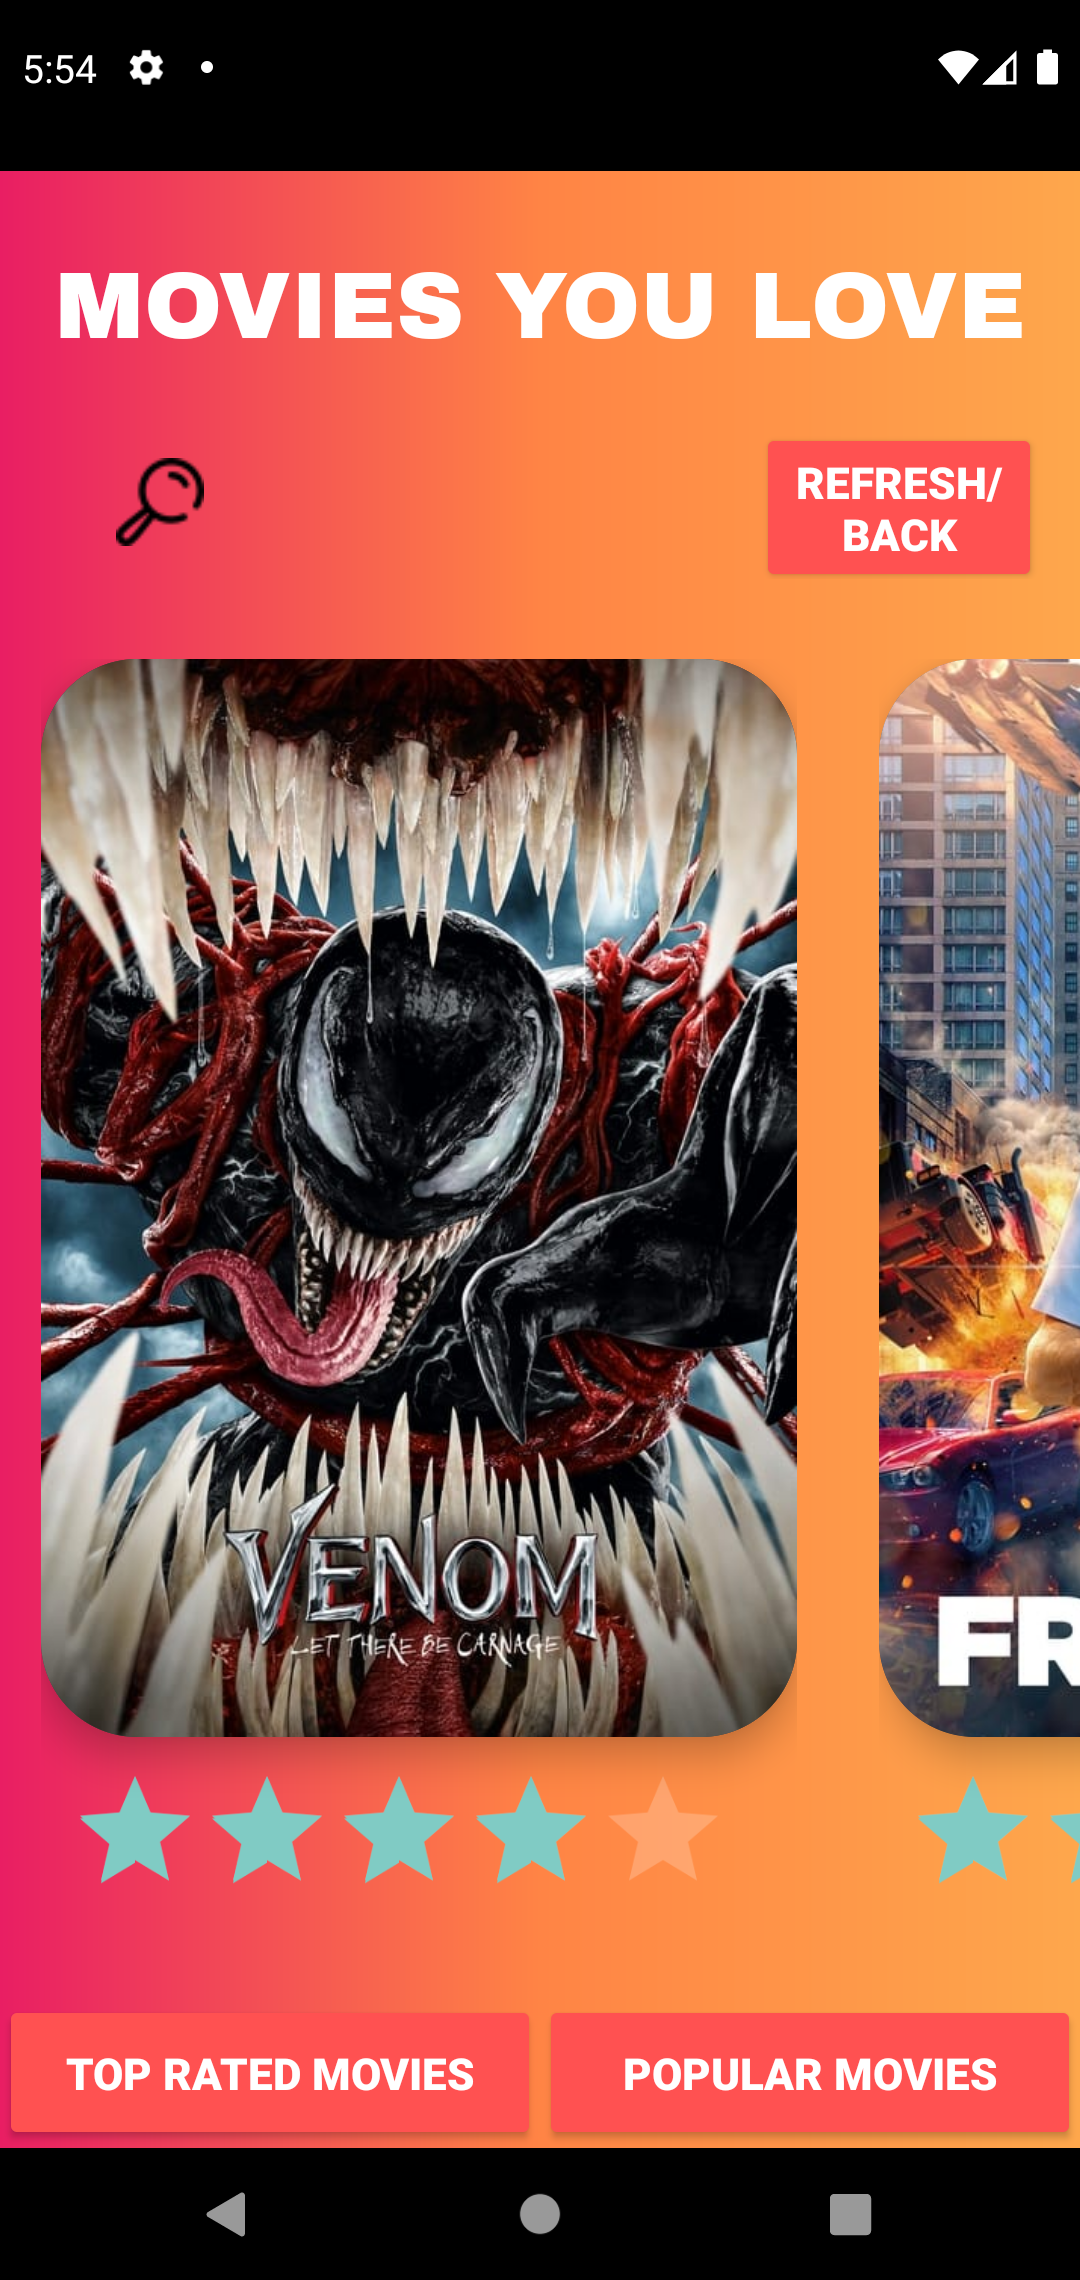 5:54
MOVIES YOU LOVE
REFRESH/
BACK
VENOM
LET THERE BE CARNAGE
FR
TOP RATED MOVIES
POPULAR MOVIES